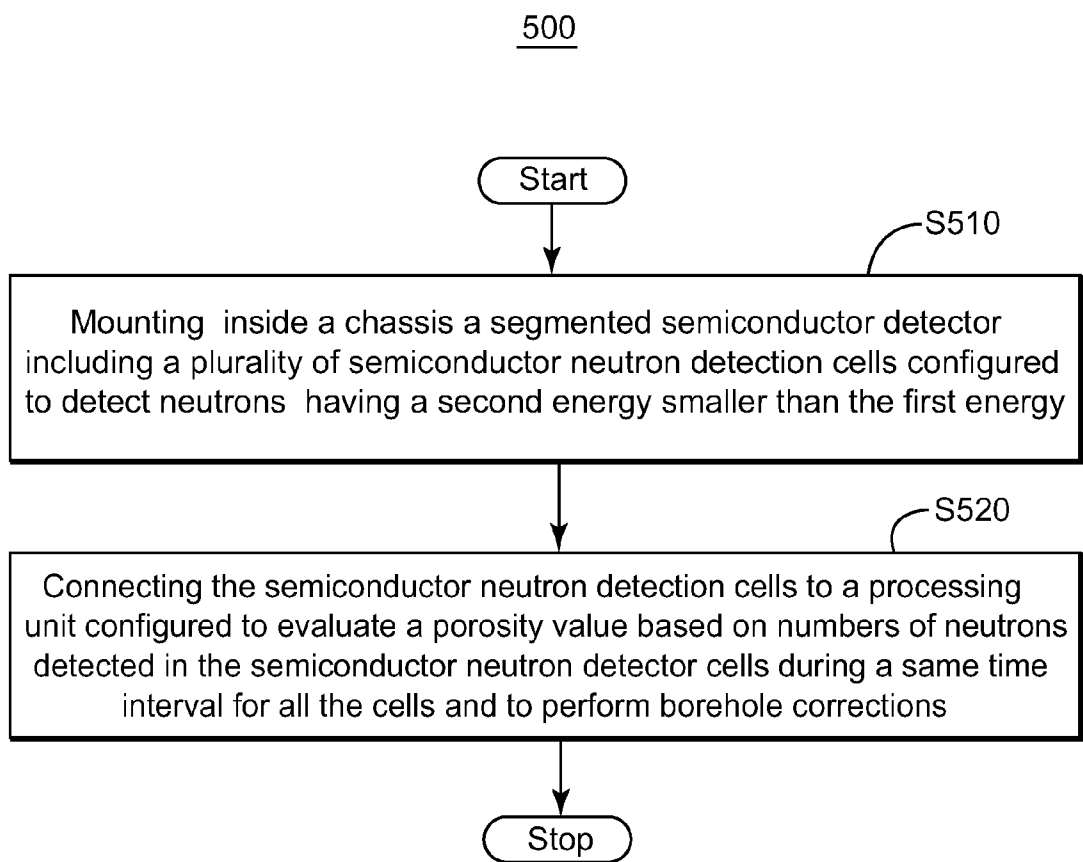 500
Start
S510
Mounting inside a chassis a segmented semiconductor detector
including a plurality of semiconductor neutron detection cells configured
to detect neutrons having a second energy smaller than the first energy
S520
Connecting the semiconductor neutron detection cells to a processing
unit configured to evaluate a porosity value based on numbers of neutrons
detected in the semiconductor neutron detector cells during a same time
interval for all the cells and to perform borehole corrections
Stop